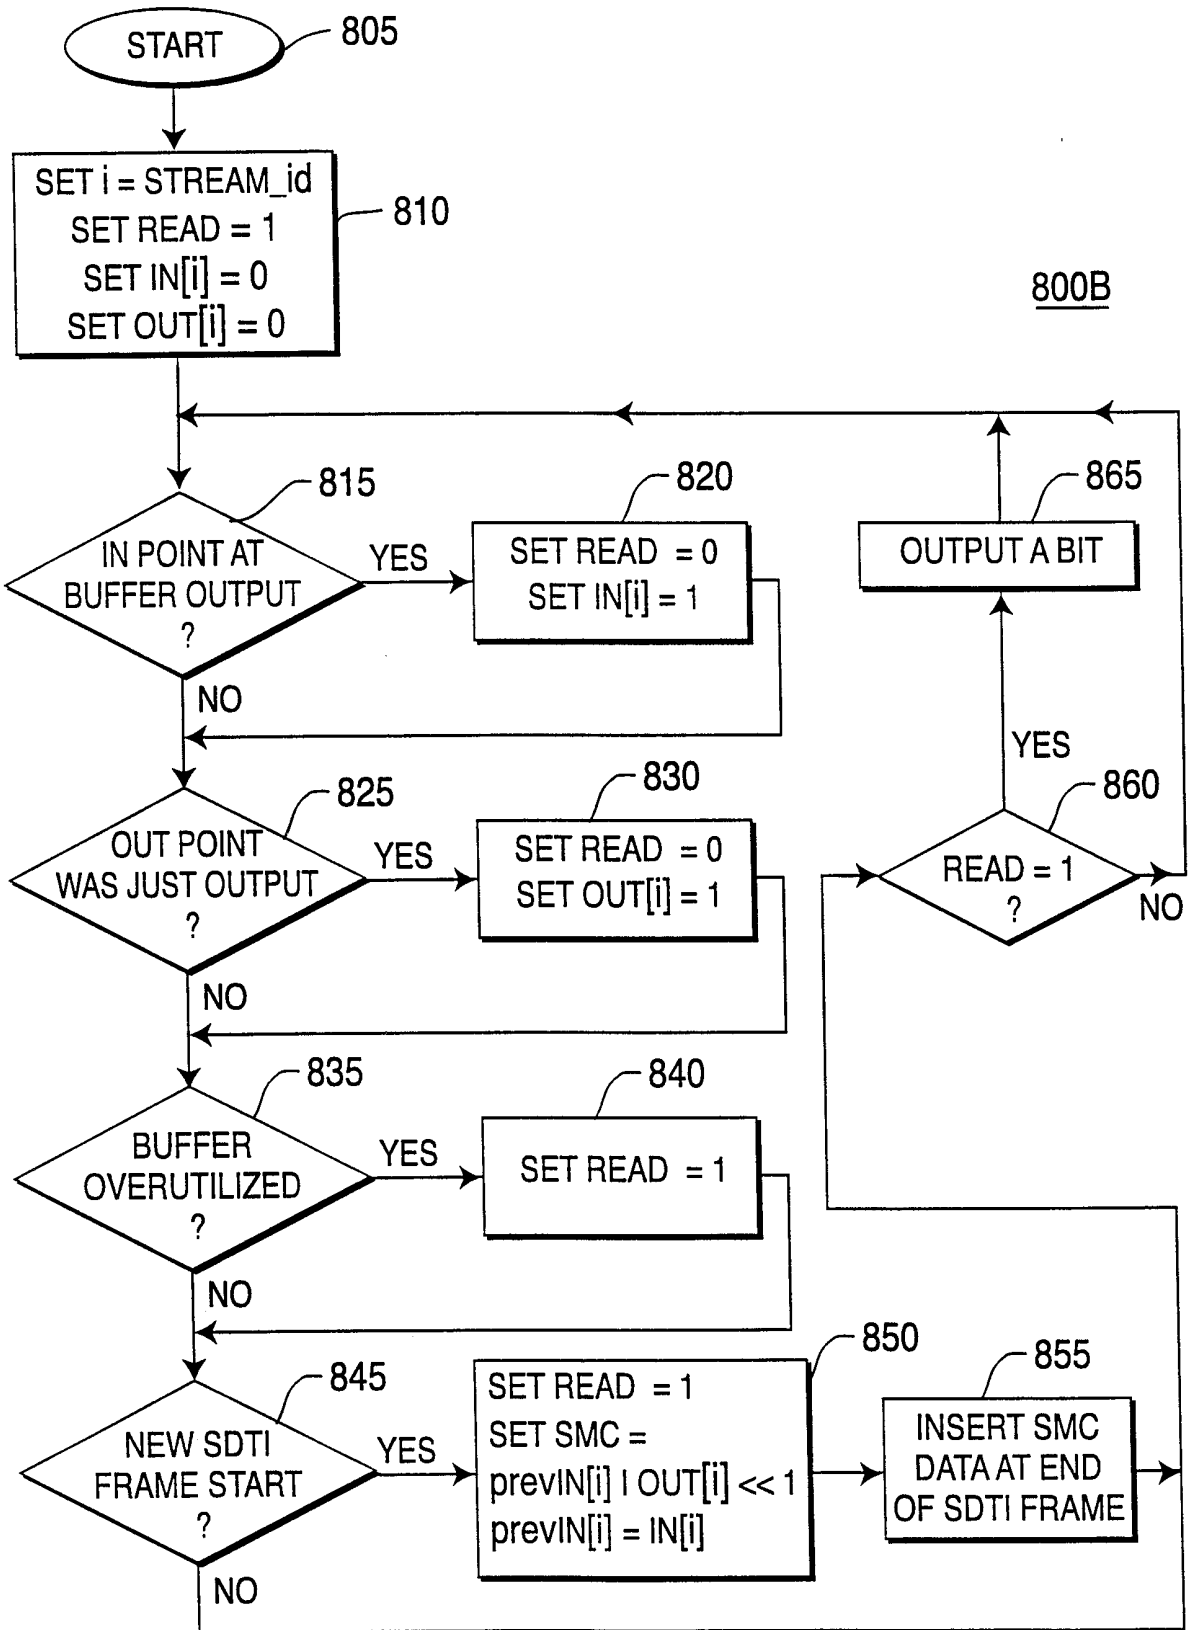 START
805
SET i = STREAM_id
SET READ = 1
SET IN[i] = 0
SET OUT[i] = 0
810
800B
IN POINT AT
BUFFER OUTPUT
?
815
YES
NO
SET READ = 0
SET IN[i] = 1
820
OUTPUT A BIT
865
OUT POINT
WAS JUST OUTPUT
?
825
YES
NO
SET READ = 0
SET OUT[i] = 1
830
READ = 1
?
860
YES
NO
BUFFER
OVERUTILIZED
?
835
YES
NO
SET READ = 1
840
NEW SDTI
FRAME START
?
845
YES
NO
SET READ = 1
SET SMC =
prevIN[i] I OUT[i] << 1
prevIN[i] = IN[i]
850
INSERT SMC
DATA AT END
OF SDTI FRAME
855